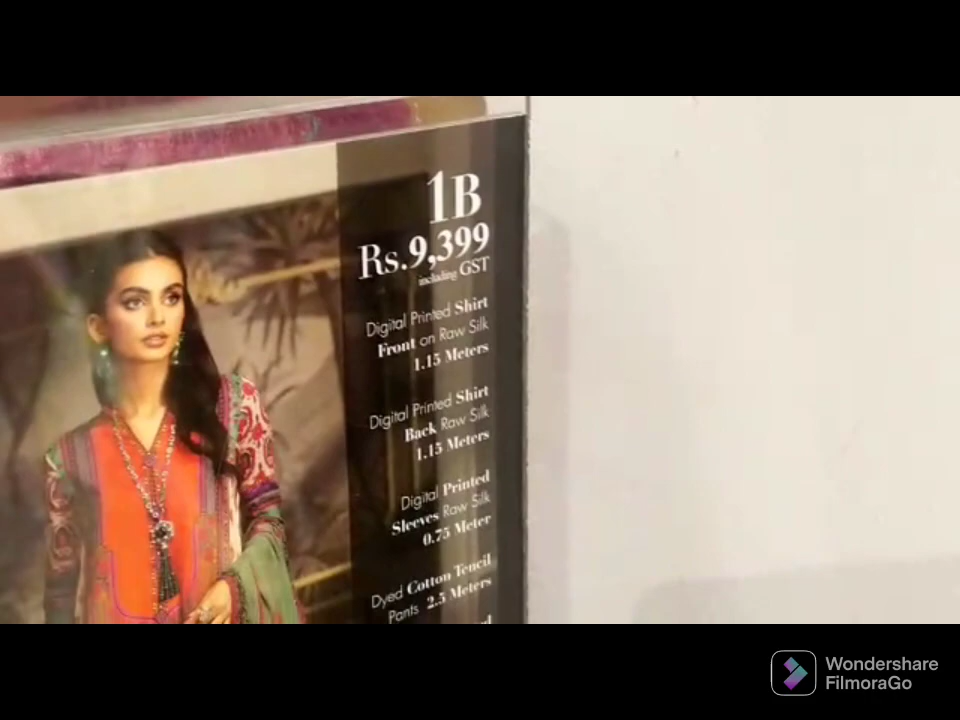 1B
Rs.9,399
including GST
Digital Printed Shirt
Front on Raw Silk
1.15 Meters
Digital Printed Shirt
Back Raw Silk
1.15 Meters
Digital Printed
Sleeves Raw Silk
0.75 Meter
Dyed Cotton Tencil
Pants 2.5 Meters
Wondershare
FilmoraGo